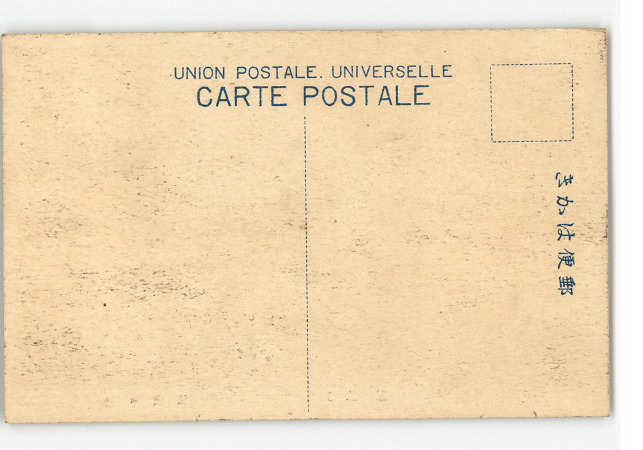 UNION POSTALE. UNIVERSELLE
CARTE POSTALE
郵便はかき